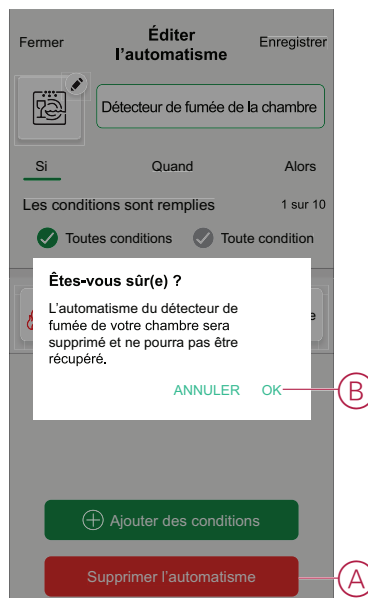 Fermer
Éditer
l'automatisme
Enregistrer
Détecteur de fumée de la chambre
Si
Quand
Alors
Les conditions sont remplies
1 sur 10
Toutes conditions
Toute condition
Êtes-vous sûr(e) ?
L'automatisme du détecteur de
fumée de votre chambre sera
supprimé et ne pourra pas être
récupéré.
ANNULER
OK
B
e
Ajouter des conditions
Supprimer l'automatisme
A